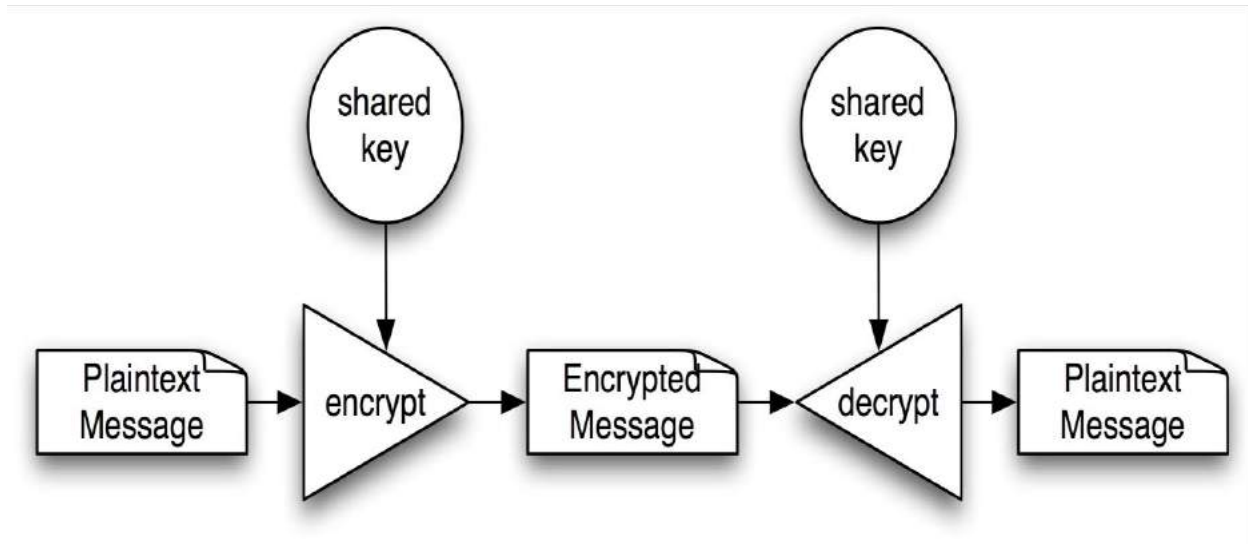 shared
key
shared
key
Plaintext
Message
encrypt
Encrypted
Message
decrypt
Plaintext
Message